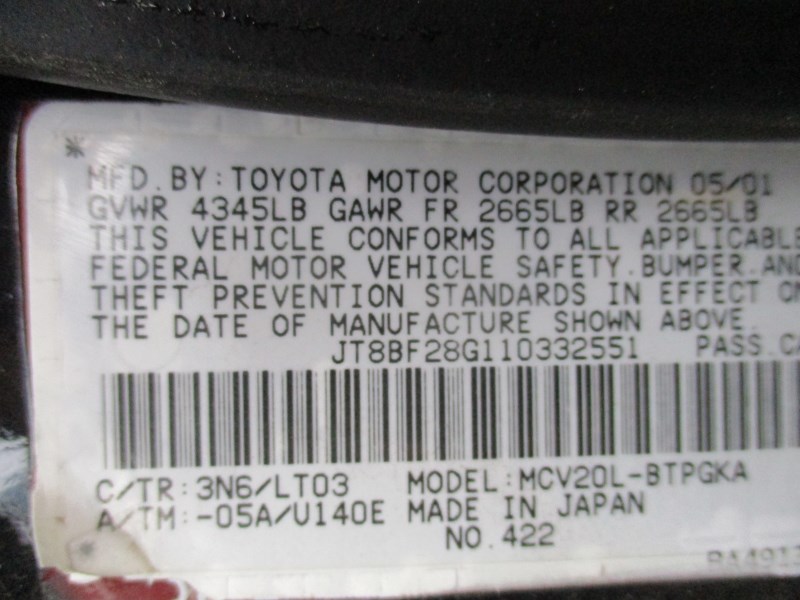 MFD. BY: TOYOTA MOTOR CORPORATION 05/01
GVWR 4345LB GAWR FR 2665LB RR 2665LB
THIS VEHICLE CONFORMS TO ALL APPLICABLE
FEDERAL MOTOR VEHICLE SAFETY. BUMPER. AND
THEFT PREVENTION STANDARDS IN EFFECT ON
THE DATE OF MANUFACTURE SHOWN ABOVE.
JT8BF28G110332551 PASS. CA
C/TR: 3N6/LT03 MODEL: MCV20L-BTPGKA
A/TM: -05A/U140E MADE IN JAPAN
NO. 422